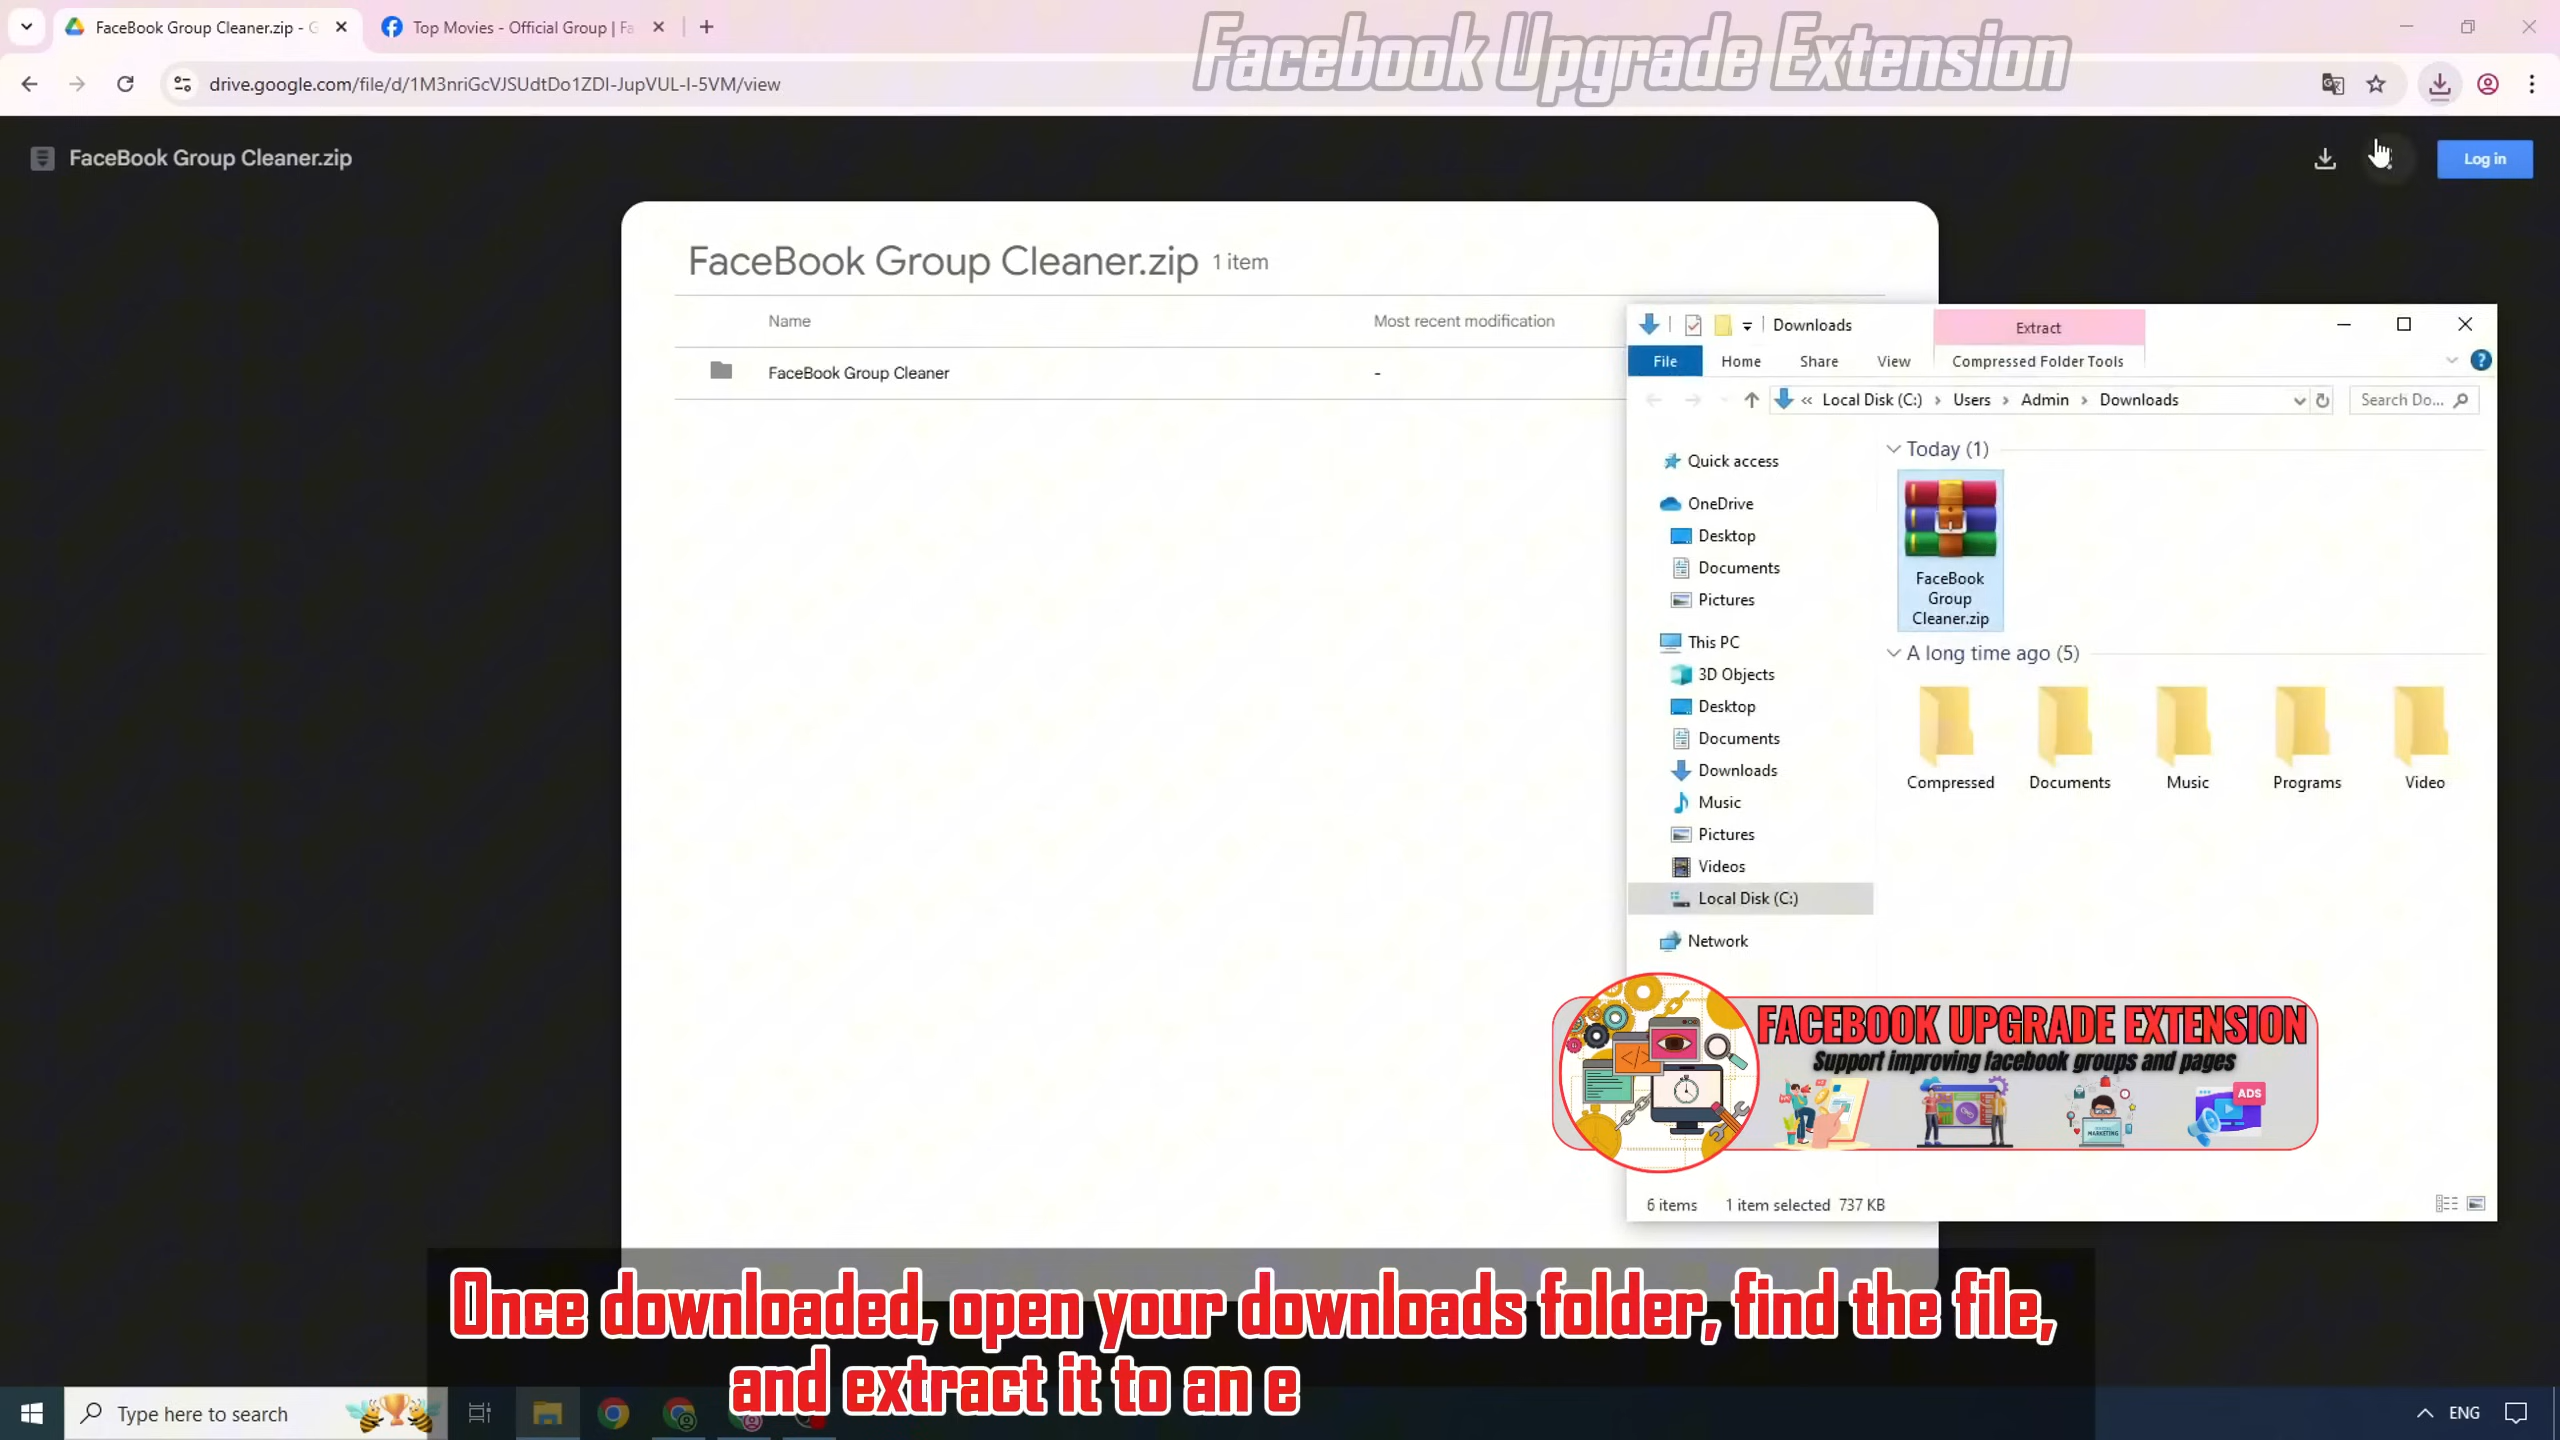 FaceBook Group Cleaner.zip - G
Top Movies - Official Group | Fa
Facebook Upgrade Extension
drive.google.com/file/d/1M3nriGcVJSUdtDo1ZDI-JupVUL-I-5VM/view
FaceBook Group Cleaner.zip
Log in
FaceBook Group Cleaner.zip 1 item
Name Most recent modification
FaceBook Group Cleaner -
Downloads Extract
File Home Share View Compressed Folder Tools
« Local Disk (C:) › Users › Admin › Downloads
Search Do...
Quick access
OneDrive
Desktop
Documents
Pictures
This PC
3D Objects
Desktop
Documents
Downloads
Music
Pictures
Videos
Local Disk (C:)
Network
Today (1)
FaceBook
Group
Cleaner.zip
A long time ago (5)
Compressed Documents Music Programs Video
FACEBOOK UPGRADE EXTENSION
Support improving facebook groups and pages
MARKETING
ADS
6 items 1 item selected 737 KB
Once downloaded, open your downloads folder, find the file,
and extract it to an e
Type here to search
ENG